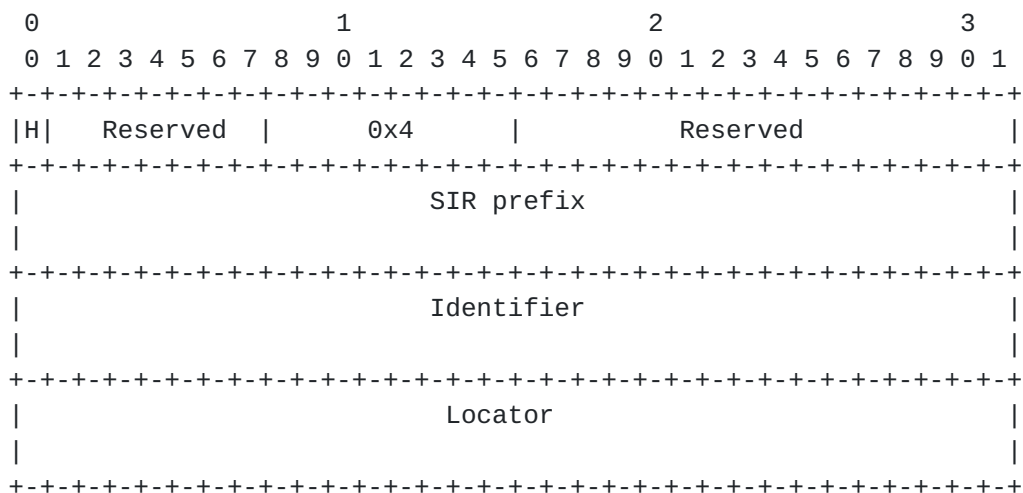 0                   1                   2                   3
 0 1 2 3 4 5 6 7 8 9 0 1 2 3 4 5 6 7 8 9 0 1 2 3 4 5 6 7 8 9 0 1
+-+-+-+-+-+-+-+-+-+-+-+-+-+-+-+-+-+-+-+-+-+-+-+-+-+-+-+-+-+-+-+-+
|H|   Reserved  |      0x4      |          Reserved             |
+-+-+-+-+-+-+-+-+-+-+-+-+-+-+-+-+-+-+-+-+-+-+-+-+-+-+-+-+-+-+-+-+
|                          SIR prefix                           |
|                                                               |
+-+-+-+-+-+-+-+-+-+-+-+-+-+-+-+-+-+-+-+-+-+-+-+-+-+-+-+-+-+-+-+-+
|                          Identifier                           |
|                                                               |
+-+-+-+-+-+-+-+-+-+-+-+-+-+-+-+-+-+-+-+-+-+-+-+-+-+-+-+-+-+-+-+-+
|                           Locator                             |
|                                                               |
+-+-+-+-+-+-+-+-+-+-+-+-+-+-+-+-+-+-+-+-+-+-+-+-+-+-+-+-+-+-+-+-+